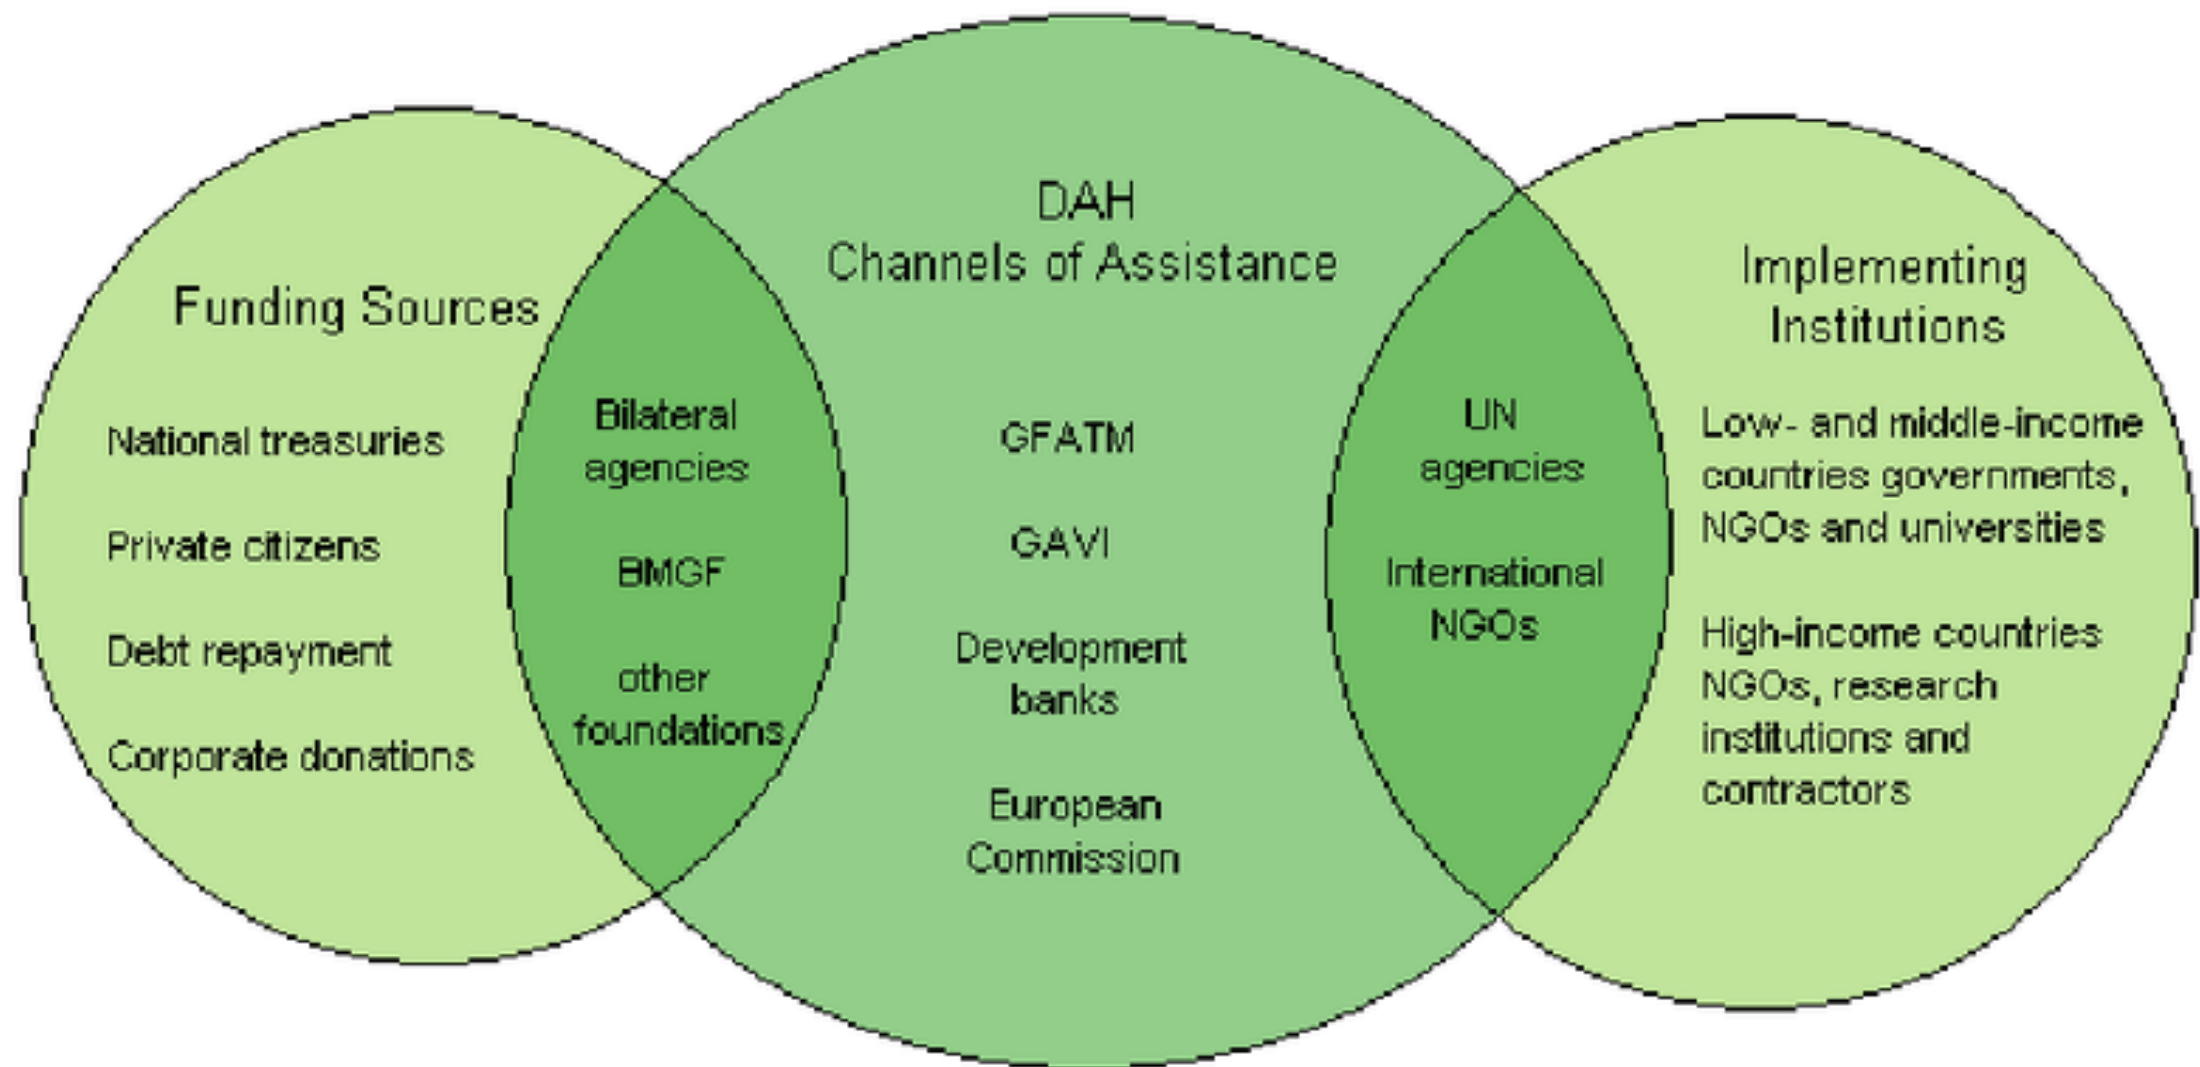 Funding Sources
National treasuries
Private citizens
Debt repayment
Corporate donations
Bilateral
agencies
BMGF
other
foundations
DAH
Channels of Assistance
GFATM
GAVI
Development
banks
European
Commission
UN
agencies
International
NGOs
Implementing
Institutions
Low- and middle-income
countries governments,
NGOs and universities
High-income countries
NGOs, research
institutions and
contractors